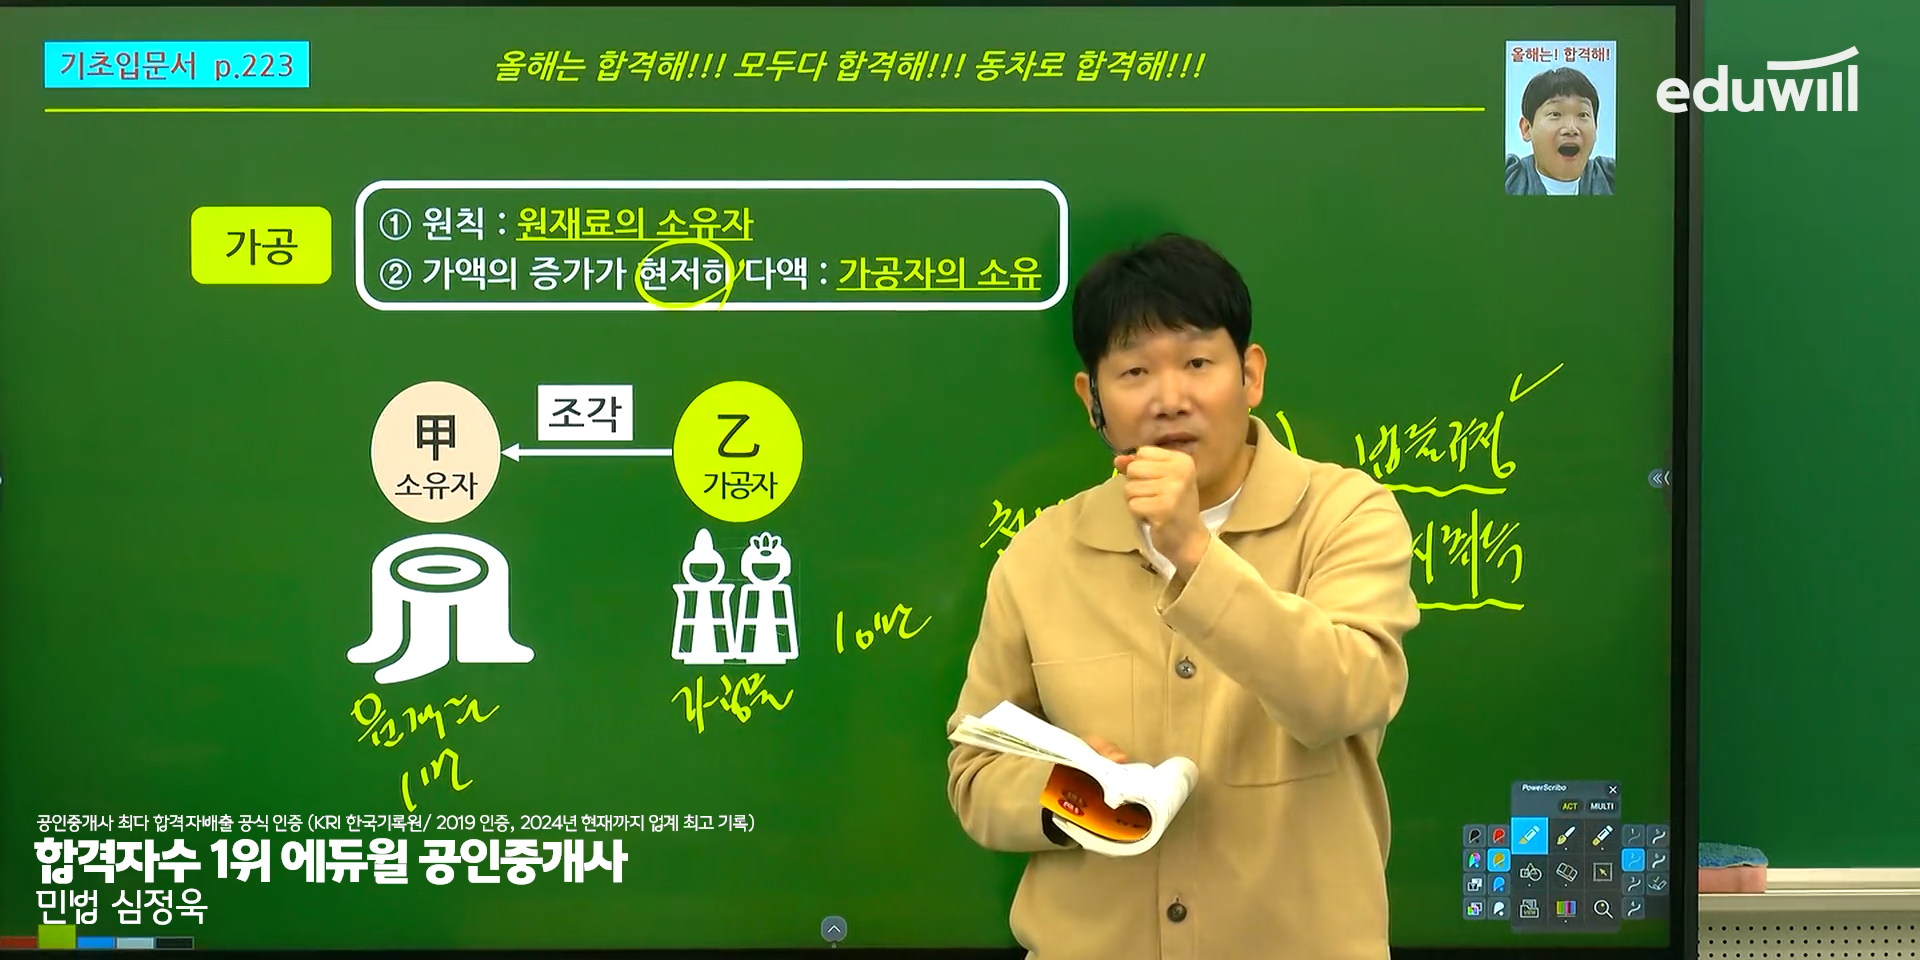 기초입문서 p.223
올해는 합격해!!! 모두다 합격해!!! 동차로 합격해!!!
올해는! 합격해!
eduwill
가공
① 원칙 : 원재료의 소유자
② 가액의 증가가 현저히 다액 : 가공자의 소유
甲
소유자
조각
乙
가공자
법률규정
시취득
10만
가공물
원재료
1만
공인중개사 최다 합격자배출 공식 인증 (KRI 한국기록원/ 2019 인증, 2024년 현재까지 업계 최고 기록)
합격자수 1위 에듀윌 공인중개사
민법 심정욱
PowerScribo
ACT MULTI